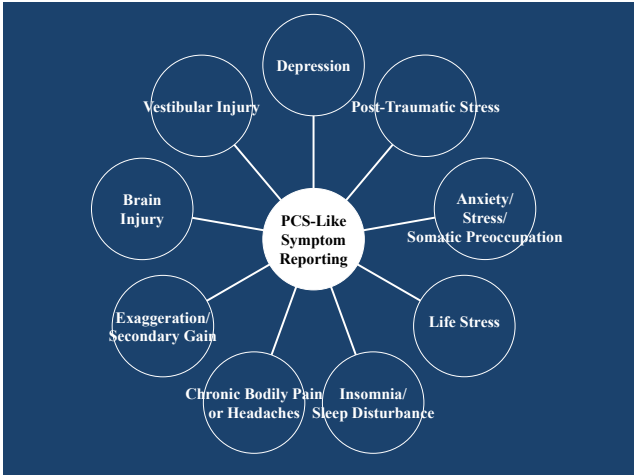 Depression
Post-Traumatic Stress
Anxiety/
Stress/
Somatic Preoccupation
Life Stress
Insomnia/
Sleep Disturbance
Chronic Bodily Pain
or Headaches
Exaggeration/
Secondary Gain
Brain
Injury
Vestibular Injury
PCS-Like
Symptom
Reporting